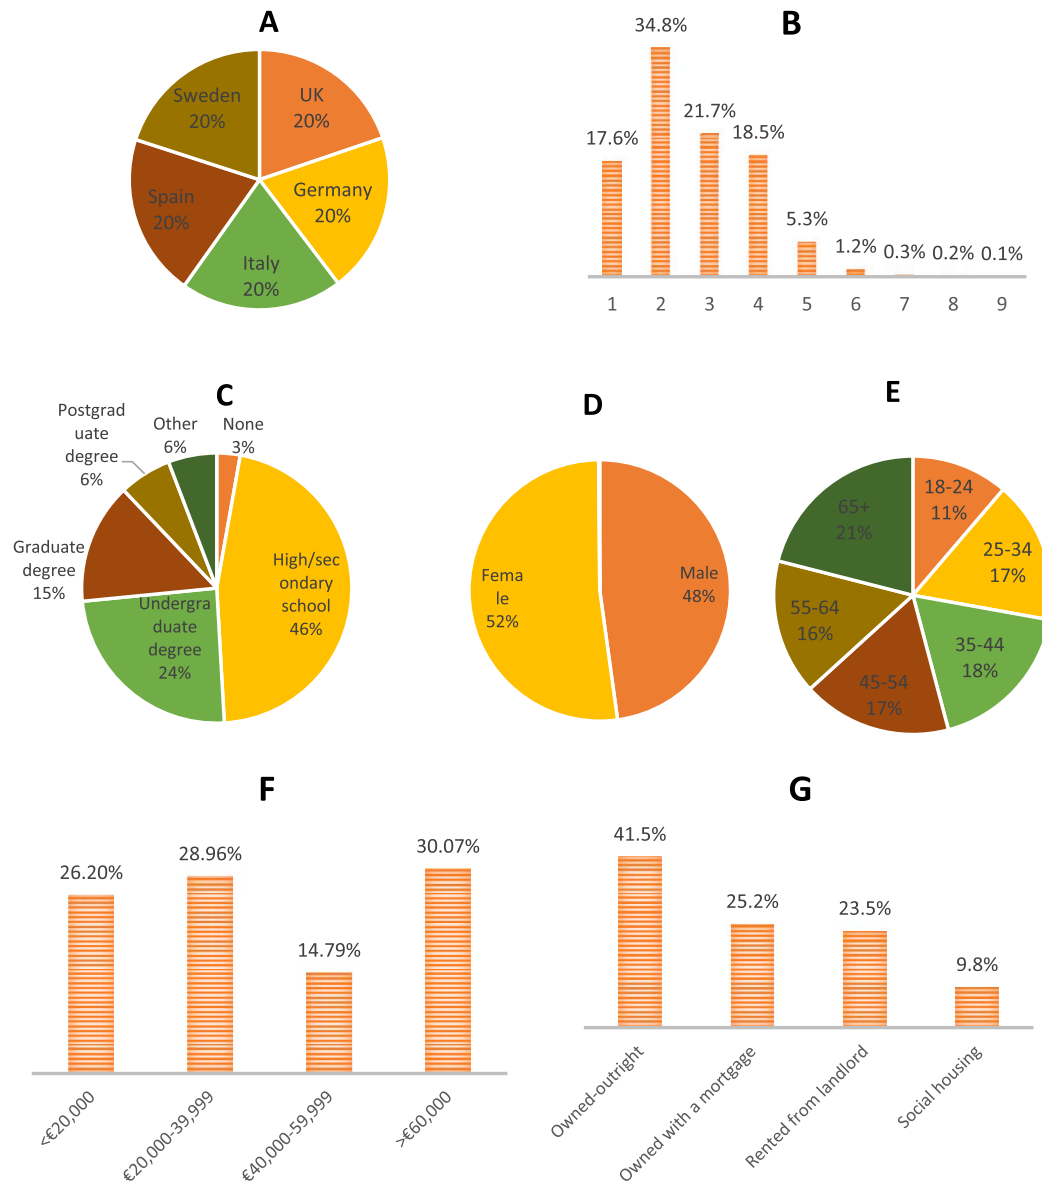 A
Sweden
20%
UK
20%
Germany
20%
Spain
20%
Italy
20%
B
34.8%
21.7%
18.5%
17.6%
5.3%
1.2%
0.3%
0.2%
0.1%
1 2 3 4 5 6 7 8 9
C
Postgrad
uate
degree
6%
Other
6%
None
3%
Graduate
degree
15%
High/sec
ondary
school
46%
Undergra
duate
degree
24%
D
Fema
le
52%
Male
48%
E
65+
21%
18-24
11%
25-34
17%
55-64
16%
35-44
18%
45-54
17%
F
26.20%
28.96%
14.79%
30.07%
<€20,000
€20,000-39,999
€40,000-59,999
>€60,000
G
41.5%
25.2%
23.5%
9.8%
Owned-outright
Owned with a mortgage
Rented from landlord
Social housing